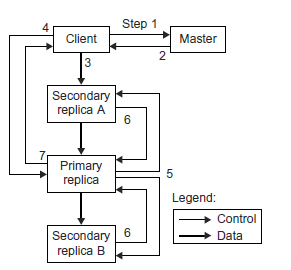 Step 1
4
Client
Master
2
3
Secondary
replica A
6
7
Primary
replica
5
Legend:
Control
Data
6
Secondary
replica B